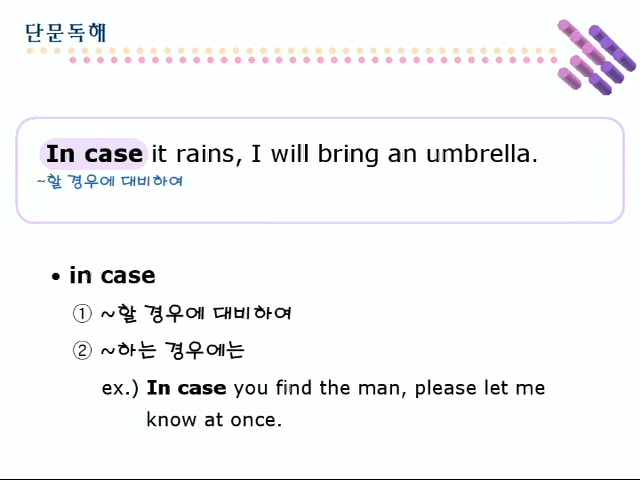 단문독해
In case it rains, I will bring an umbrella.
~할 경우에 대비하여
• in case
① ~할 경우에 대비하여
② ~하는 경우에는
ex.) In case you find the man, please let me
know at once.